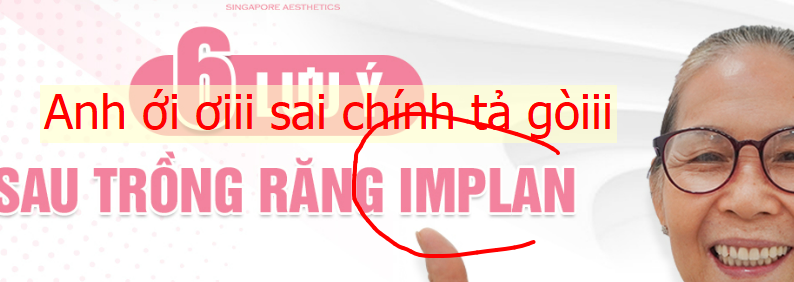 SINGAPORE AESTHETICS
6 LƯU Ý
Anh ới ơiii sai chính tả gòiii
SAU TRỒNG RĂNG IMPLAN